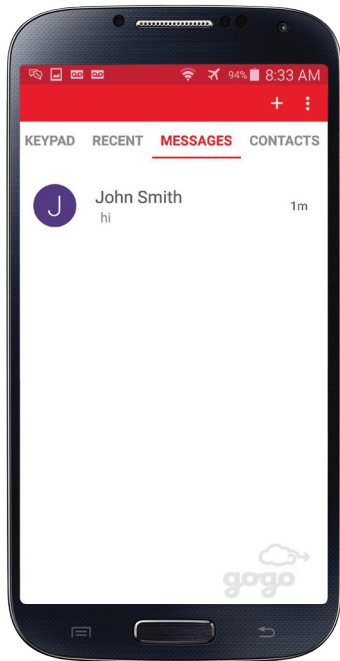 94% 8:33 AM
KEYPAD RECENT MESSAGES CONTACTS
J John Smith 1m
hi
gogo